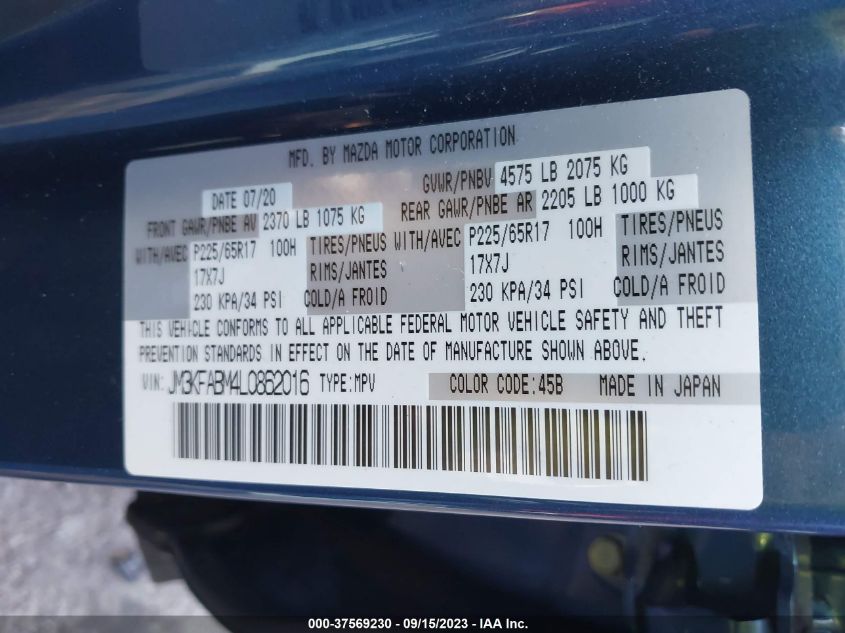 MFD. BY MAZDA MOTOR CORPORATION
DATE 07/20 GVWR/PNBV 4575 LB 2075 KG
FRONT GAWR/PNBE AV 2370 LB 1075 KG REAR GAWR/PNBE AR 2205 LB 1000 KG
WITH/AVEC P225/65R17 100H TIRES/PNEUS WITH/AVEC P225/65R17 100H TIRES/PNEUS
17X7J RIMS/JANTES 17X7J RIMS/JANTES
230 KPA/34 PSI COLD/A FROID 230 KPA/34 PSI COLD/A FROID
THIS VEHICLE CONFORMS TO ALL APPLICABLE FEDERAL MOTOR VEHICLE SAFETY AND THEFT
PREVENTION STANDARDS IN EFFECT ON THE DATE OF MANUFACTURE SHOWN ABOVE.
VIN: JM3KFABM4L0862016 TYPE:MPV COLOR CODE:45B MADE IN JAPAN
000-37569230 - 09/15/2023 - IAA Inc.